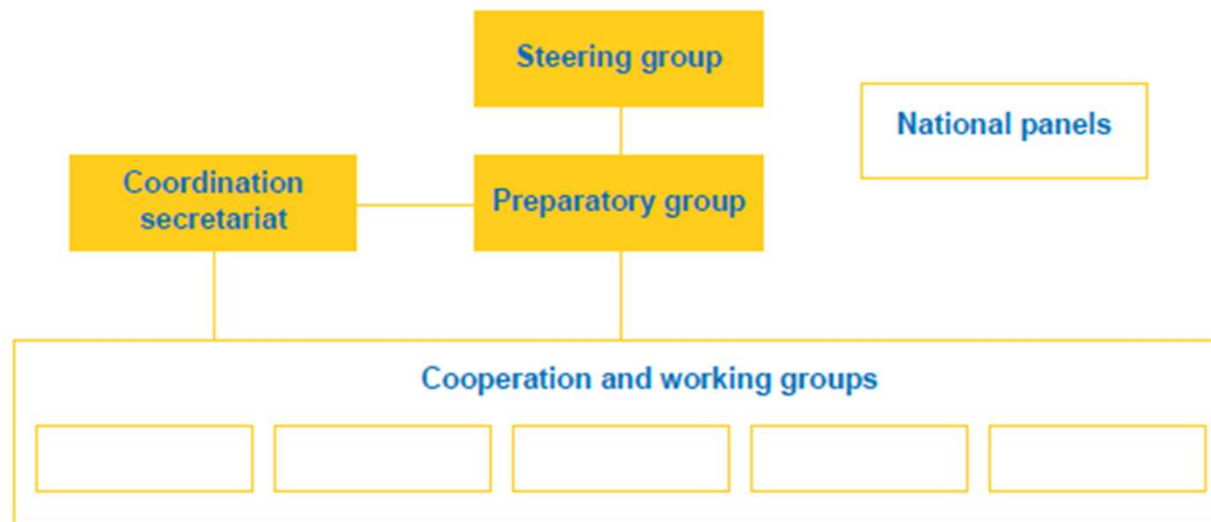 Steering group
National panels
Coordination
secretariat
Preparatory group
Cooperation and working groups